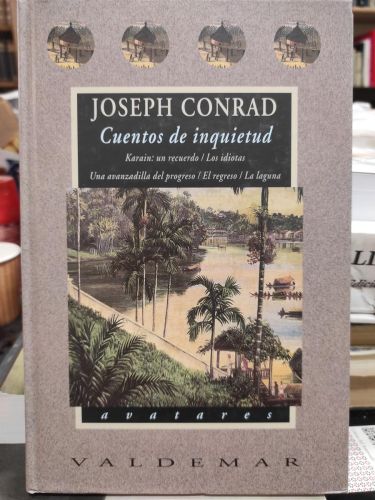 JOSEPH CONRAD
Cuentos de inquietud
Karain: un recuerdo / Los idiotas
Una avanzadilla del progreso / El regreso / La laguna
avatares
VALDEMAR